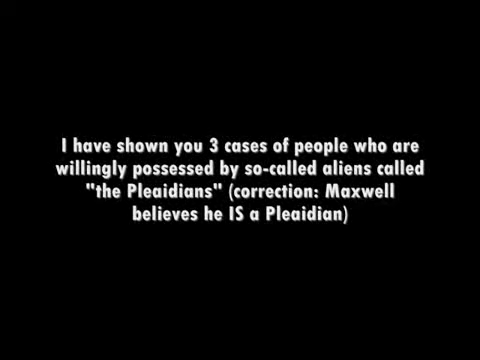 I have shown you 3 cases of people who are
willingly possessed by so-called aliens called
"the Pleaidians" (correction: Maxwell
believes he IS a Pleaidian)